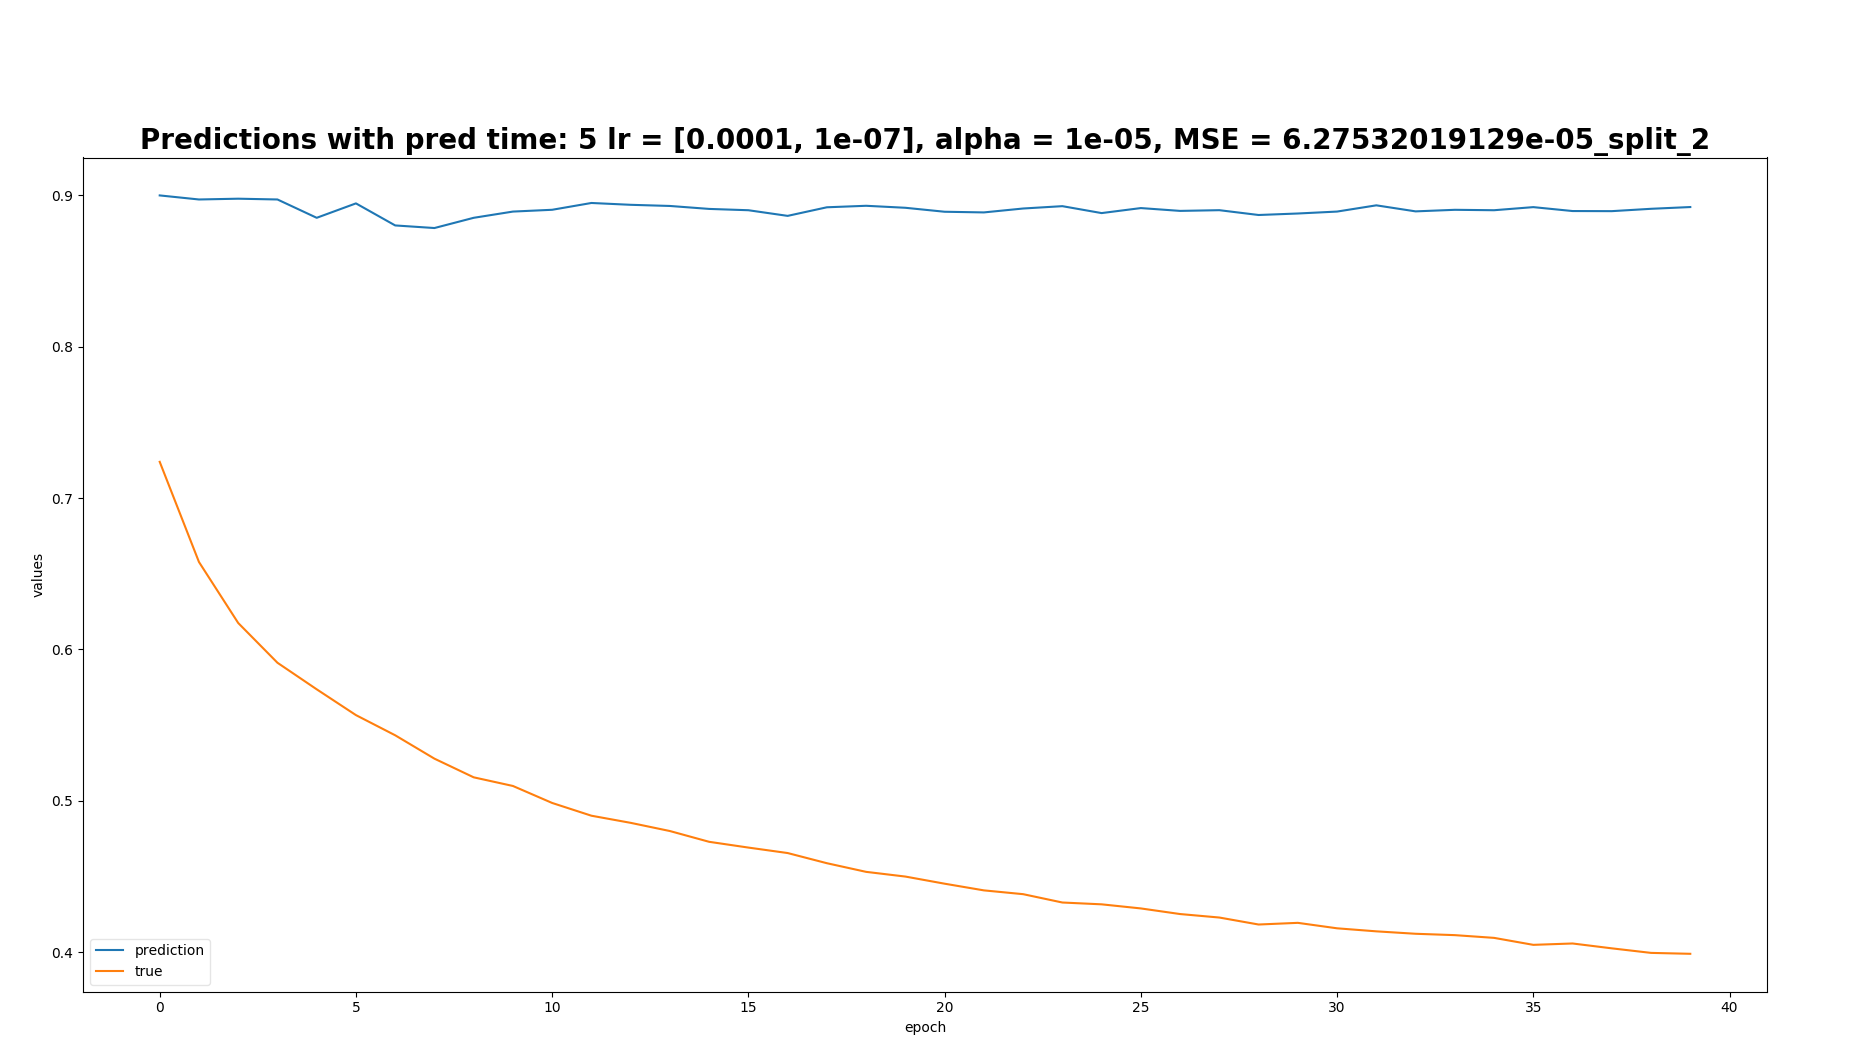 Predictions with pred time: 5 lr = [0.0001, 1e-07], alpha = 1e-05, MSE = 6.27532019129e-05_split_2
0.9
0.8
0.7
0.6
0.5
0.4
values
prediction
true
0 5 10 15 20 25 30 35 40
epoch